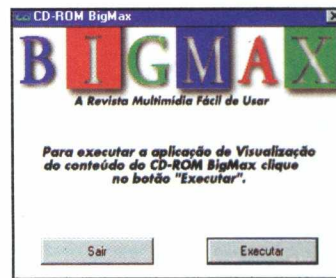 CD-ROM BigMax
BIGMAX
A Revista Multimídia Fácil de Usar
Para executar a aplicação de Visualização
do conteúdo do CD-ROM BigMax clique
no botão "Executar".
Sair
Executar